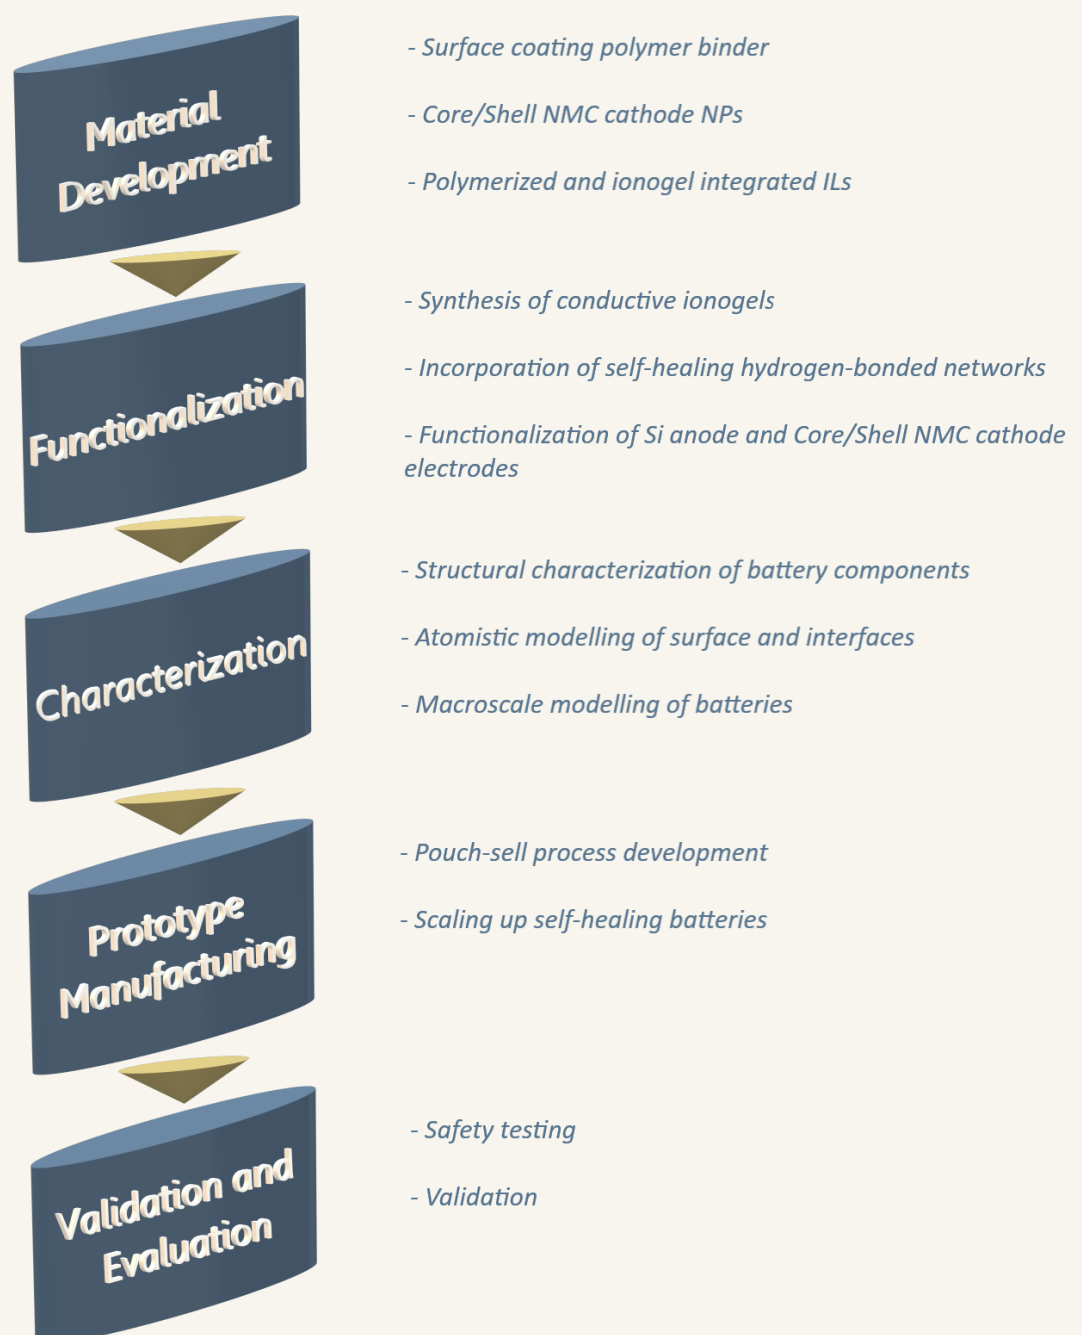 Material
Development
- Surface coating polymer binder
- Core/Shell NMC cathode NPs
- Polymerized and ionogel integrated ILs
Functionalization
- Synthesis of conductive ionogels
- Incorporation of self-healing hydrogen-bonded networks
- Functionalization of Si anode and Core/Shell NMC cathode
electrodes
Characterization
- Structural characterization of battery components
- Atomistic modelling of surface and interfaces
- Macroscale modelling of batteries
Prototype
Manufacturing
- Pouch-sell process development
- Scaling up self-healing batteries
Validation and
Evaluation
- Safety testing
- Validation